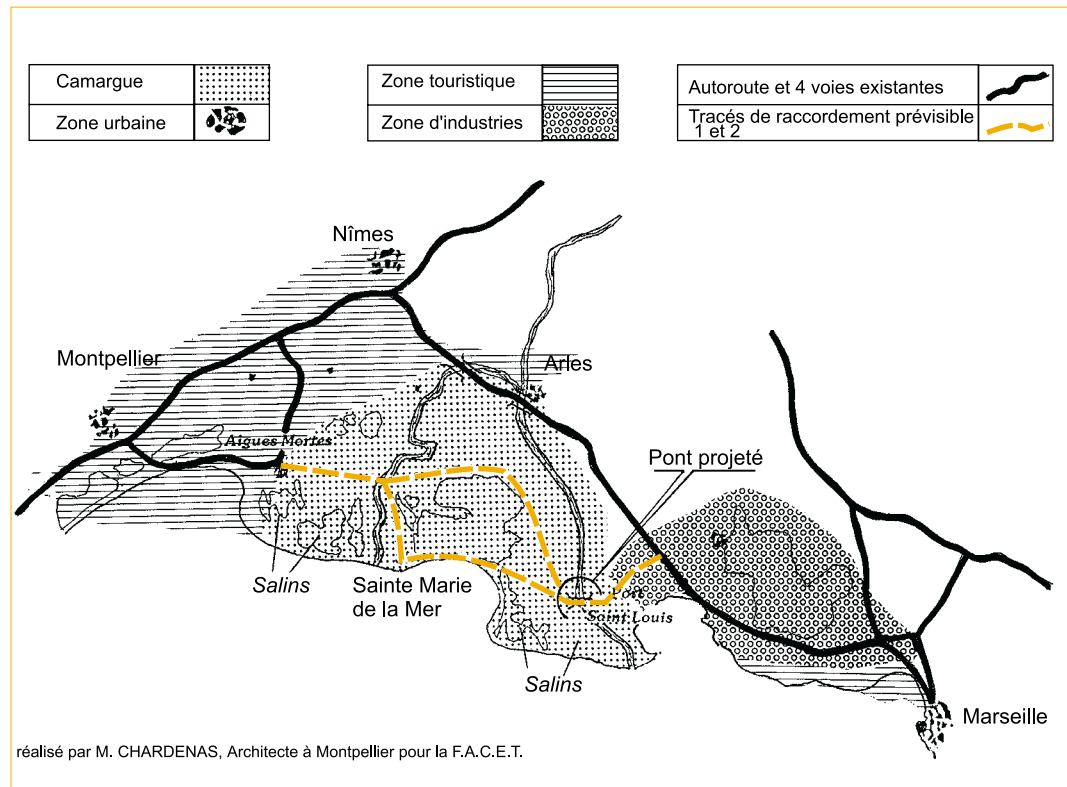 Camargue
Zone urbaine
Zone touristique
Zone d'industries
Autoroute et 4 voies existantes
Tracés de raccordement prévisible
1 et 2
Nîmes
Montpellier
Arles
Aigues Mortes
Pont projeté
Salins
Sainte Marie
de la Mer
Saint Louis
Salins
Marseille
réalisé par M. CHARDENAS, Architecte à Montpellier pour la F.A.C.E.T.